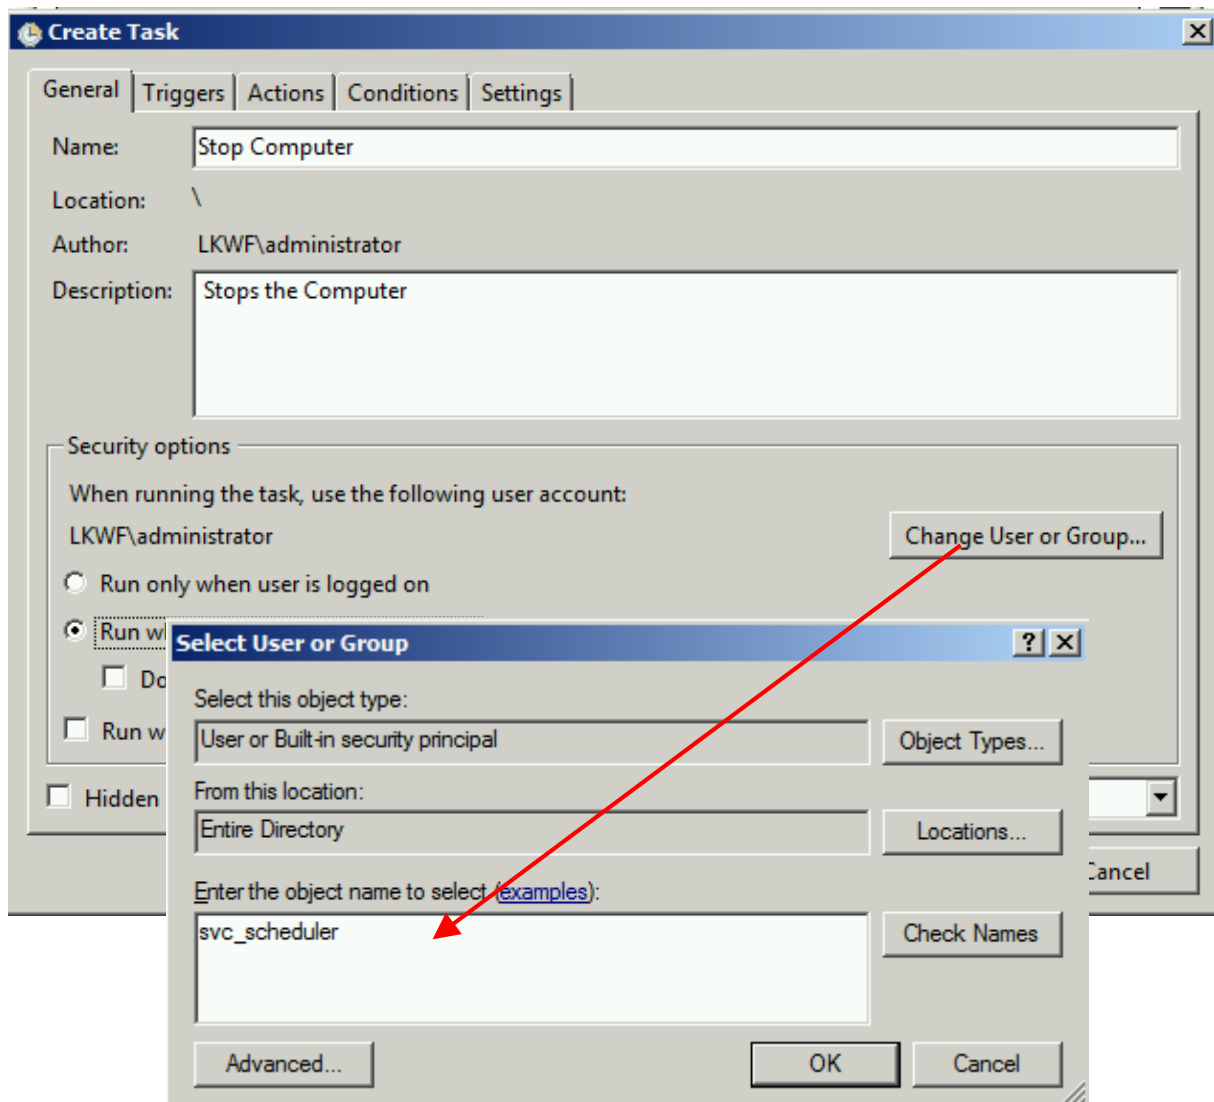 Create Task
General Triggers Actions Conditions Settings
Name: Stop Computer
Location: \
Author: LKWF\administrator
Description: Stops the Computer
Security options
When running the task, use the following user account:
LKWF\administrator Change User or Group...
Run only when user is logged on
Run
Select User or Group
Do
Select this object type:
Run
User or Built-in security principal Object Types...
Hidden
From this location:
Entire Directory Locations...
Cancel
Enter the object name to select (examples):
svc_scheduler Check Names
Advanced... OK Cancel